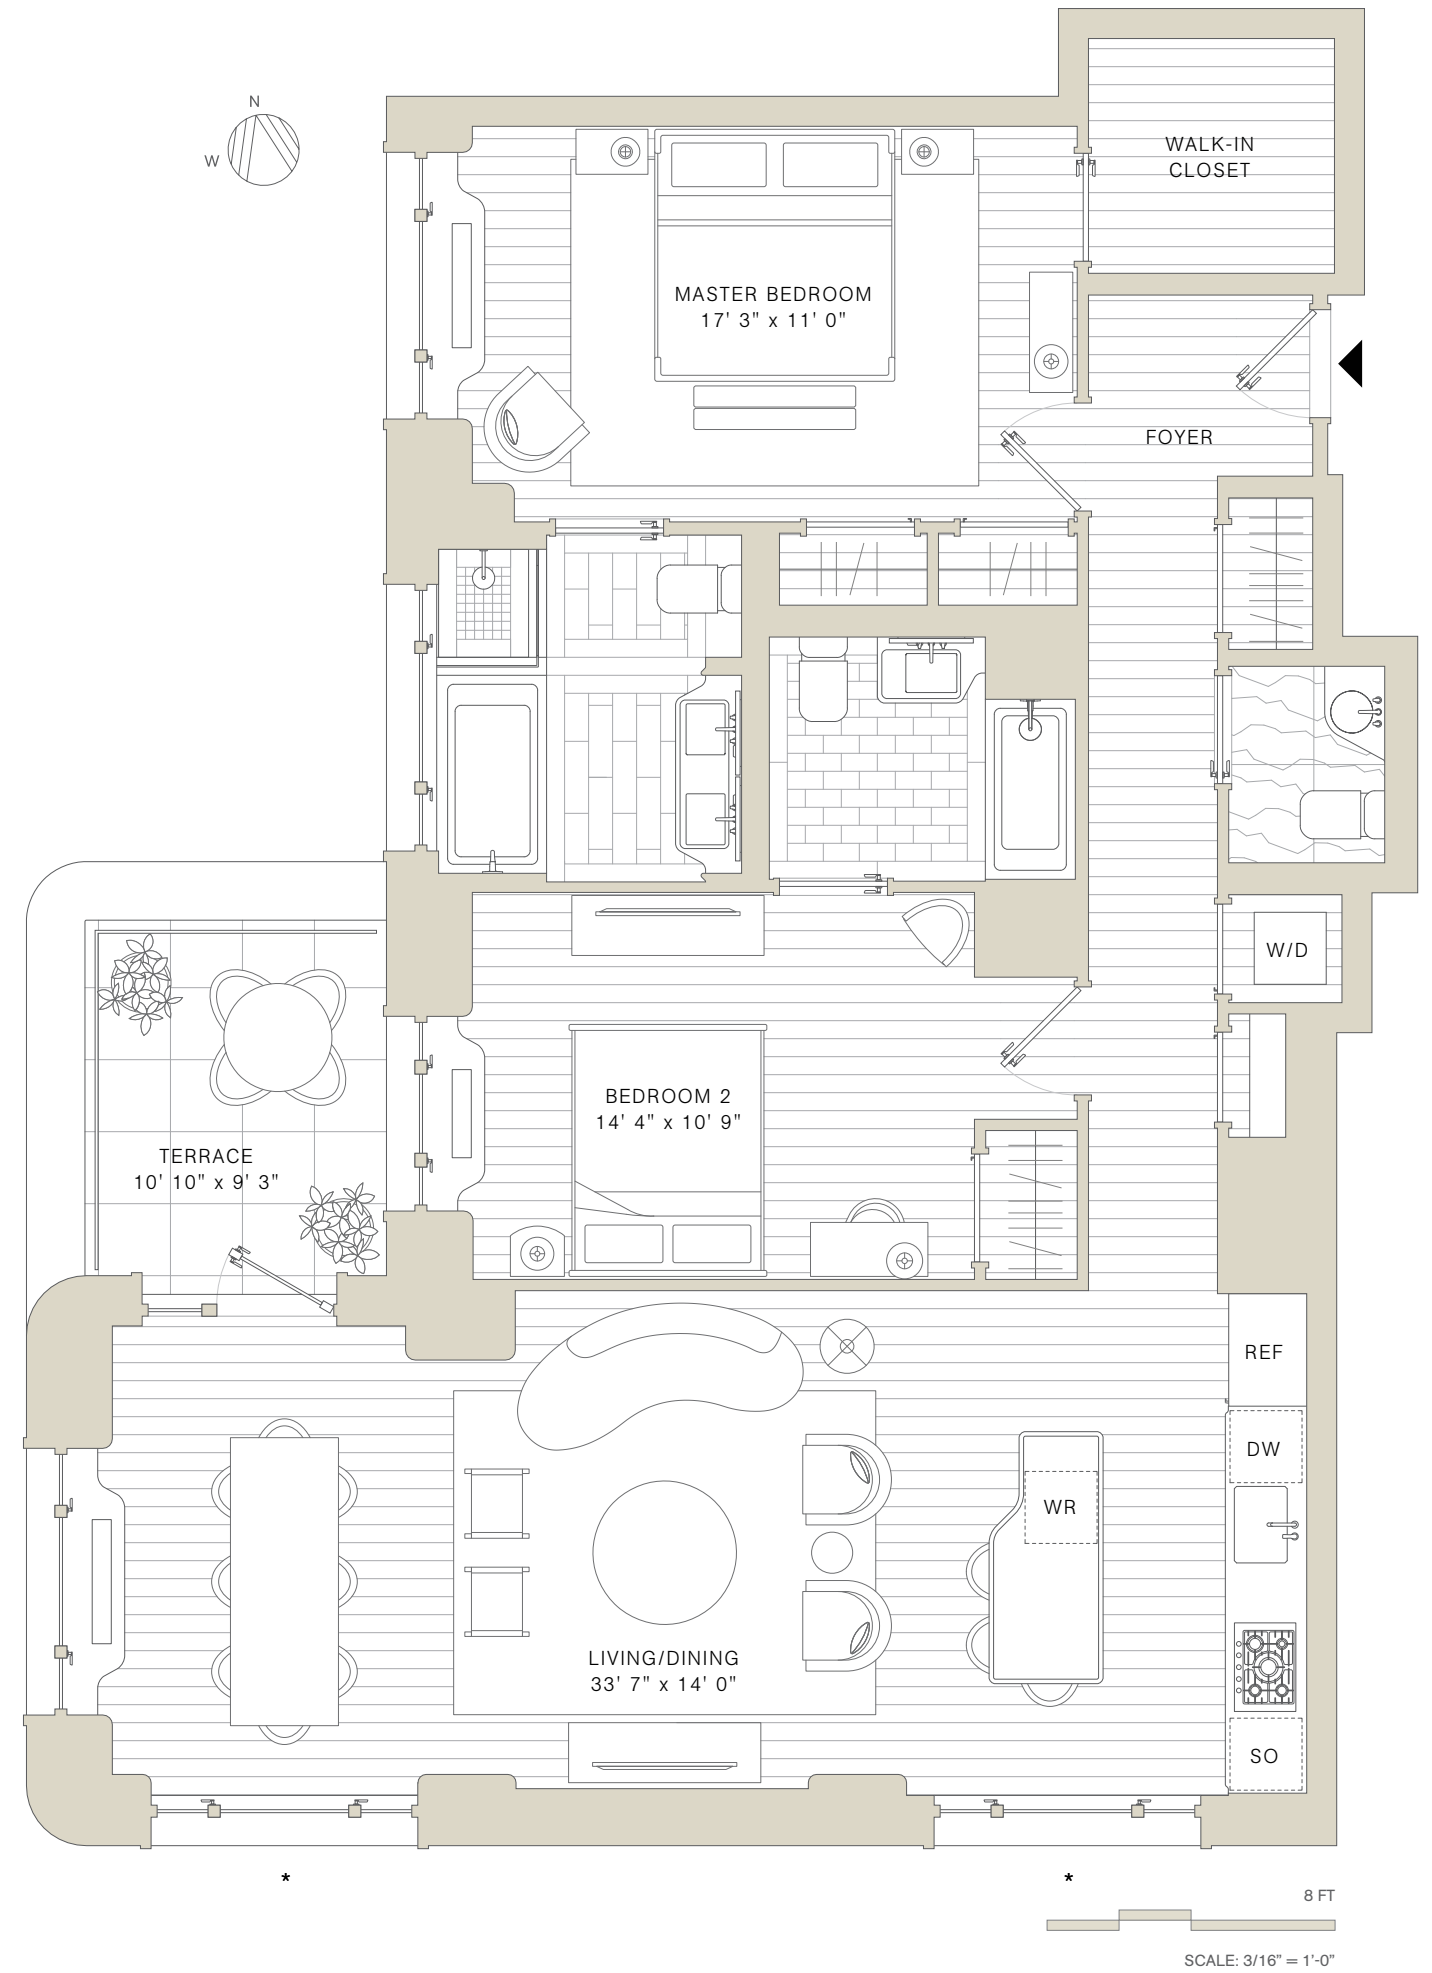 N
W
WALK-IN
CLOSET
MASTER BEDROOM
17' 3" x 11' 0"
FOYER
W/D
BEDROOM 2
14' 4" x 10' 9"
TERRACE
10' 10" x 9' 3"
REF
DW
WR
LIVING/DINING
33' 7" x 14' 0"
SO
* *
8 FT
SCALE: 3/16” = 1’-0”